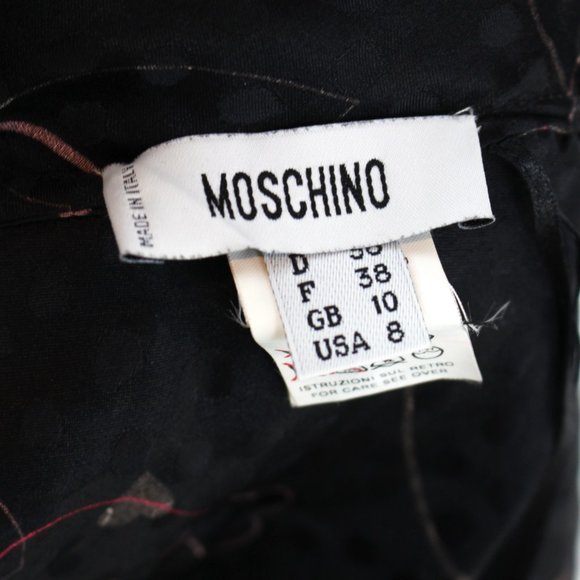 MADE IN ITALY
MOSCHINO
D
F 38
GB 10
USA 8
ISTRUZIONI SUL RETRO
FOR CARE SEE OVER